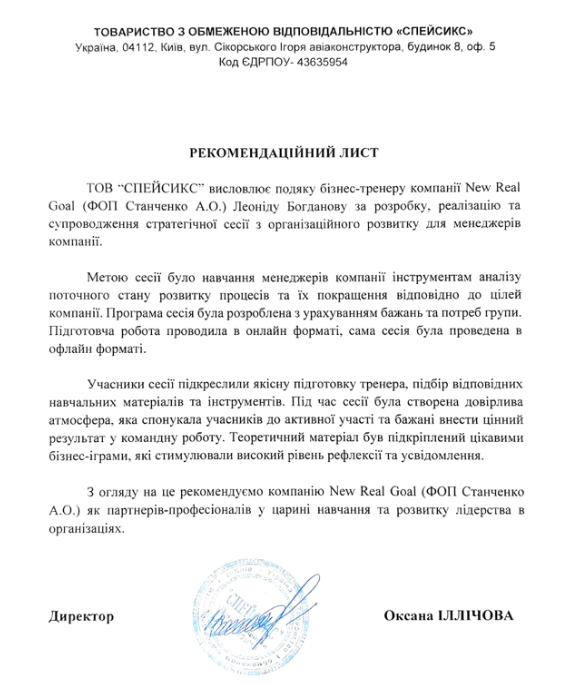 ТОВАРИСТВО З ОБМЕЖЕНОЮ ВІДПОВІДАЛЬНІСТЮ «СПЕЙСИКС»
Україна, 04112, Київ, вул. Сікорського Ігоря авіаконструктора, будинок 8, оф. 5
Код ЄДРПОУ- 43635954
РЕКОМЕНДАЦІЙНИЙ ЛИСТ
ТОВ “СПЕЙСИКС” висловлює подяку бізнес-тренеру компанії New Real
Goal (ФОП Станченко А.О.) Леоніду Богданову за розробку, реалізацію та
супроводження стратегічної сесії з організаційного розвитку для менеджерів
компанії.
Метою сесії було навчання менеджерів компанії інструментам аналізу
поточного стану розвитку процесів та їх покращення відповідно до цілей
компанії. Програма сесія була розроблена з урахуванням бажань та потреб групи.
Підготовча робота проводила в онлайн форматі, сама сесія була проведена в
офлайн форматі.
Учасники сесії підкреслили якісну підготовку тренера, підбір відповідних
навчальних матеріалів та інструментів. Під час сесії була створена довірлива
атмосфера, яка спонукала учасників до активної участі та бажані внести цінний
результат у командну роботу. Теоретичний матеріал був підкріплений цікавими
бізнес-іграми, які стимулювали високий рівень рефлексії та усвідомлення.
З огляду на це рекомендуємо компанію New Real Goal (ФОП Станченко
А.О.) як партнерів-професіоналів у царині навчання та розвитку лідерства в
організаціях.
Директор
Оксана ІЛЛІЧОВА